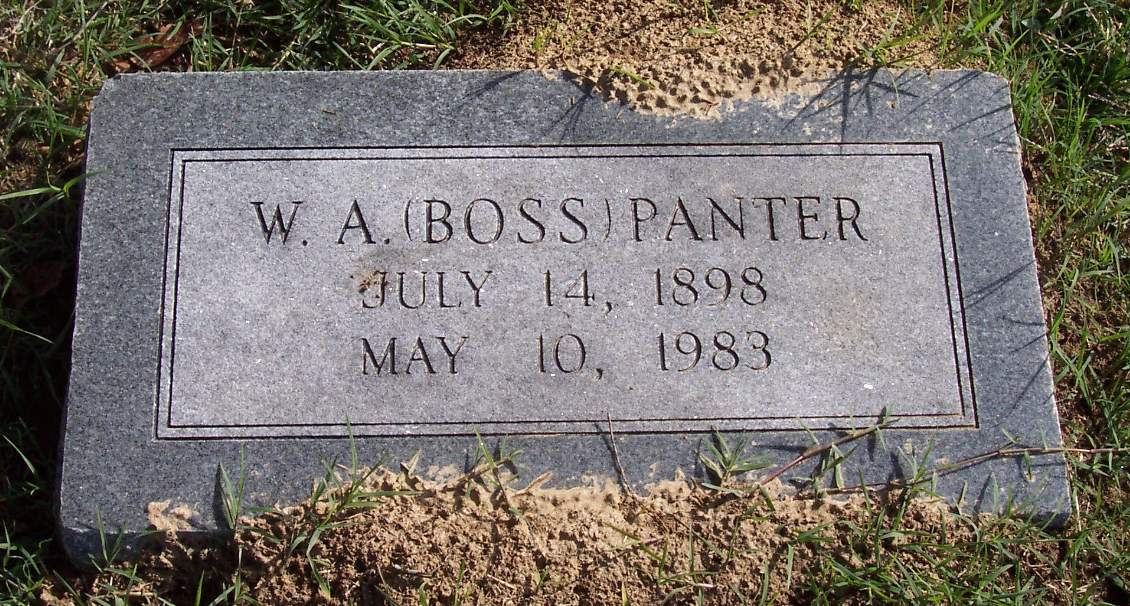 W. A. (BOSS) PANTER
JULY 14, 1898
MAY 10, 1983